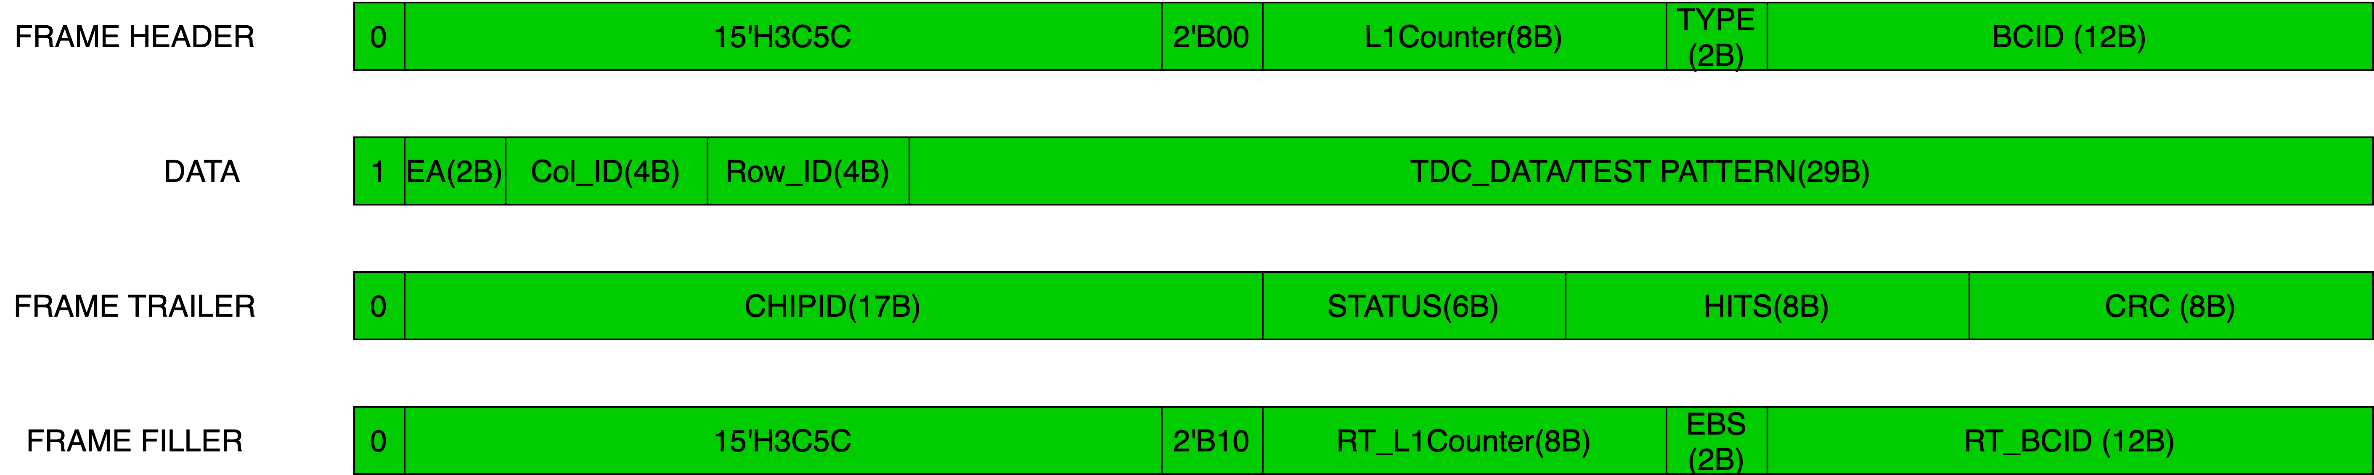 FRAME HEADER 0 15'H3C5C 2'B00 L1Counter(8B) TYPE (2B) BCID (12B)
DATA 1 EA(2B) Col_ID(4B) Row_ID(4B) TDC_DATA/TEST PATTERN(29B)
FRAME TRAILER 0 CHIPID(17B) STATUS(6B) HITS(8B) CRC (8B)
FRAME FILLER 0 15'H3C5C 2'B10 RT_L1Counter(8B) EBS (2B) RT_BCID (12B)